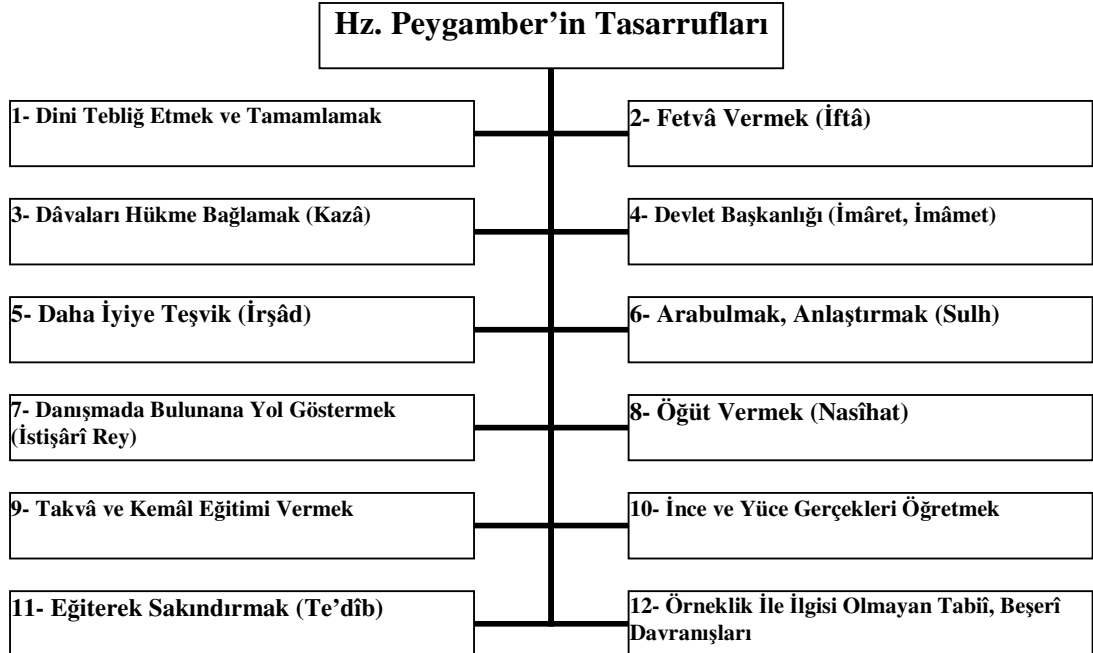 Hz. Peygamber’in Tasarrufları
1- Dini Tebliğ Etmek ve Tamamlamak
2- Fetvâ Vermek (İftâ)
3- Dâvaları Hükme Bağlamak (Kazâ)
4- Devlet Başkanlığı (İmâret, İmâmet)
5- Daha İyiye Teşvik (İrşâd)
6- Arabulmak, Anlaştırmak (Sulh)
7- Danışmada Bulunana Yol Göstermek
(İstişârî Rey)
8- Öğüt Vermek (Nasîhat)
9- Takvâ ve Kemâl Eğitimi Vermek
10- İnce ve Yüce Gerçekleri Öğretmek
11- Eğiterek Sakındırmak (Te’dîb)
12- Örneklik İle İlgisi Olmayan Tabiî, Beşerî
Davranışları